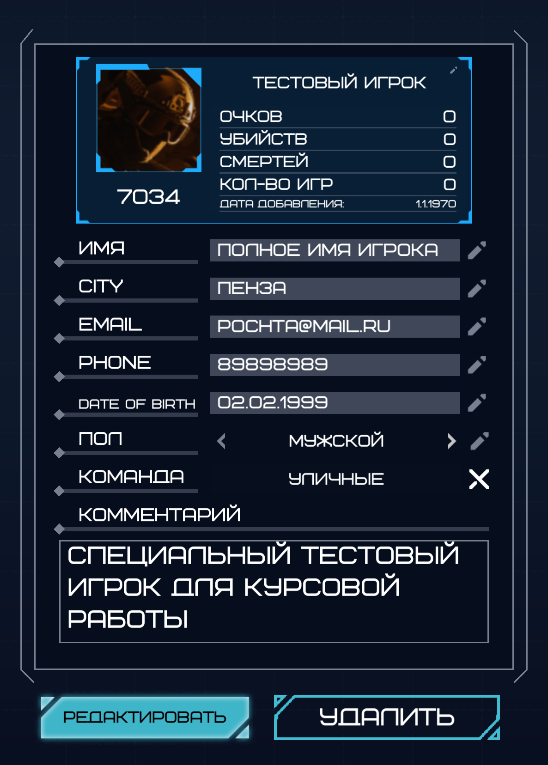 ТЕСТОВЫЙ ИГРОК
ОЧКОВ 0
УБИЙСТВ 0
СМЕРТЕЙ 0
КОЛ-ВО ИГР 0
ДАТА ДОБАВЛЕНИЯ: 1.1.1970
7034
ИМЯ ПОЛНОЕ ИМЯ ИГРОКА
CITY ПЕНЗА
EMAIL POCHTA@MAIL.RU
PHONE 89898989
DATE OF BIRTH 02.02.1999
ПОЛ МУЖСКОЙ
КОМАНДА УЛИЧНЫЕ
КОММЕНТАРИЙ
СПЕЦИАЛЬНЫЙ ТЕСТОВЫЙ
ИГРОК ДЛЯ КУРСОВОЙ
РАБОТЫ
РЕДАКТИРОВАТЬ УДАЛИТЬ